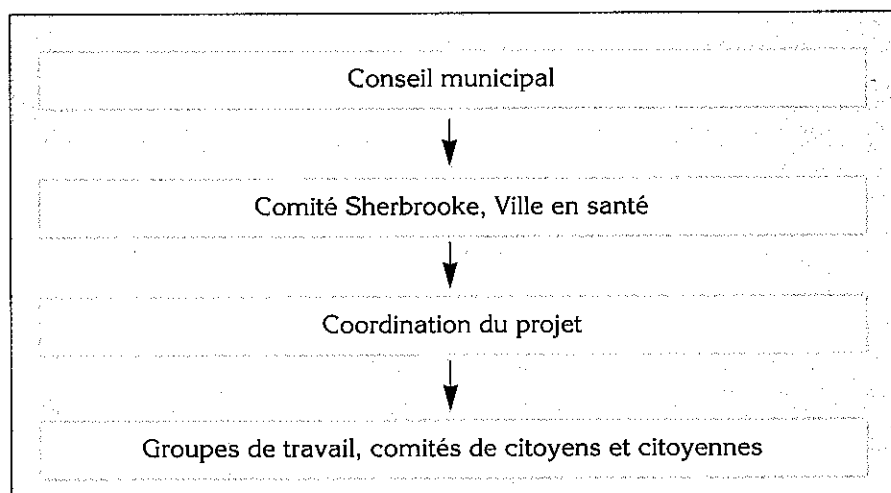 Conseil municipal
Comité Sherbrooke, Ville en santé
Coordination du projet
Groupes de travail, comités de citoyens et citoyennes